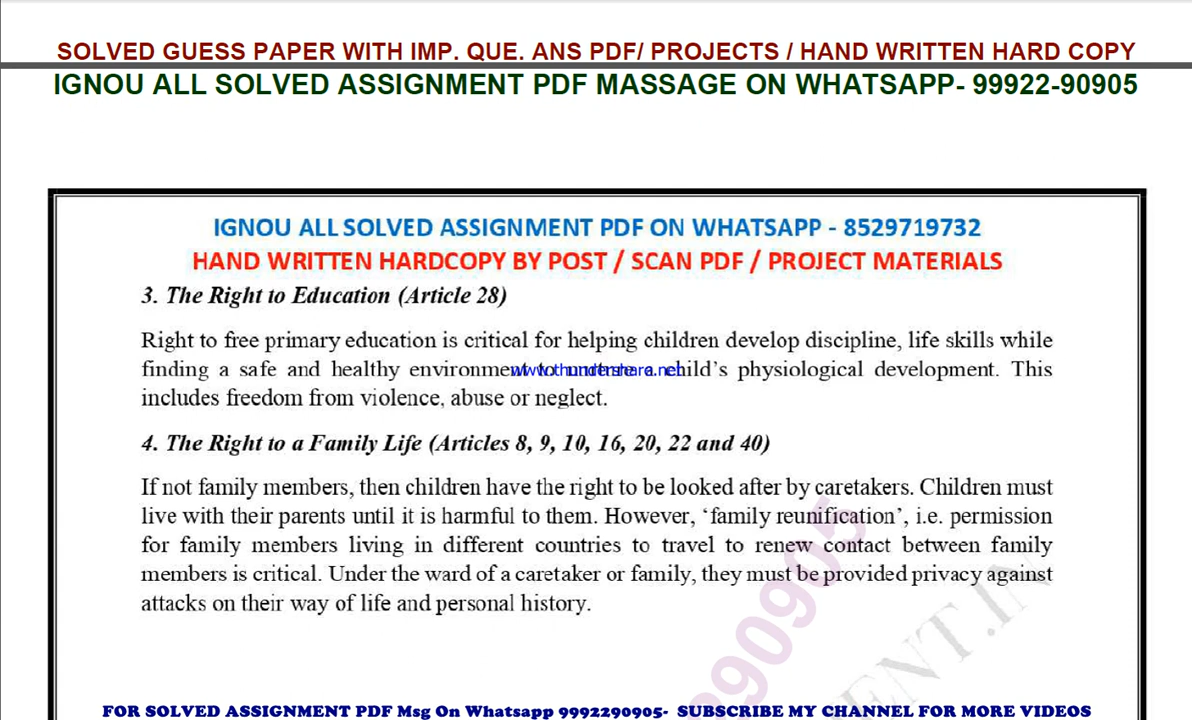 SOLVED GUESS PAPER WITH IMP. QUE. ANS PDF/ PROJECTS / HAND WRITTEN HARD COPY
IGNOU ALL SOLVED ASSIGNMENT PDF MASSAGE ON WHATSAPP- 99922-90905
IGNOU ALL SOLVED ASSIGNMENT PDF ON WHATSAPP - 8529719732
HAND WRITTEN HARDCOPY BY POST / SCAN PDF / PROJECT MATERIALS
3. The Right to Education (Article 28)
Right to free primary education is critical for helping children develop discipline, life skills while
finding a safe and healthy environment to nurture a child's physiological development. This
www.thundershare.net
includes freedom from violence, abuse or neglect.
4. The Right to a Family Life (Articles 8, 9, 10, 16, 20, 22 and 40)
If not family members, then children have the right to be looked after by caretakers. Children must
live with their parents until it is harmful to them. However, ‘family reunification’, i.e. permission
for family members living in different countries to travel to renew contact between family
members is critical. Under the ward of a caretaker or family, they must be provided privacy against
attacks on their way of life and personal history.
90905
ENT.IN
FOR SOLVED ASSIGNMENT PDF Msg On Whatsapp 9992290905- SUBSCRIBE MY CHANNEL FOR MORE VIDEOS